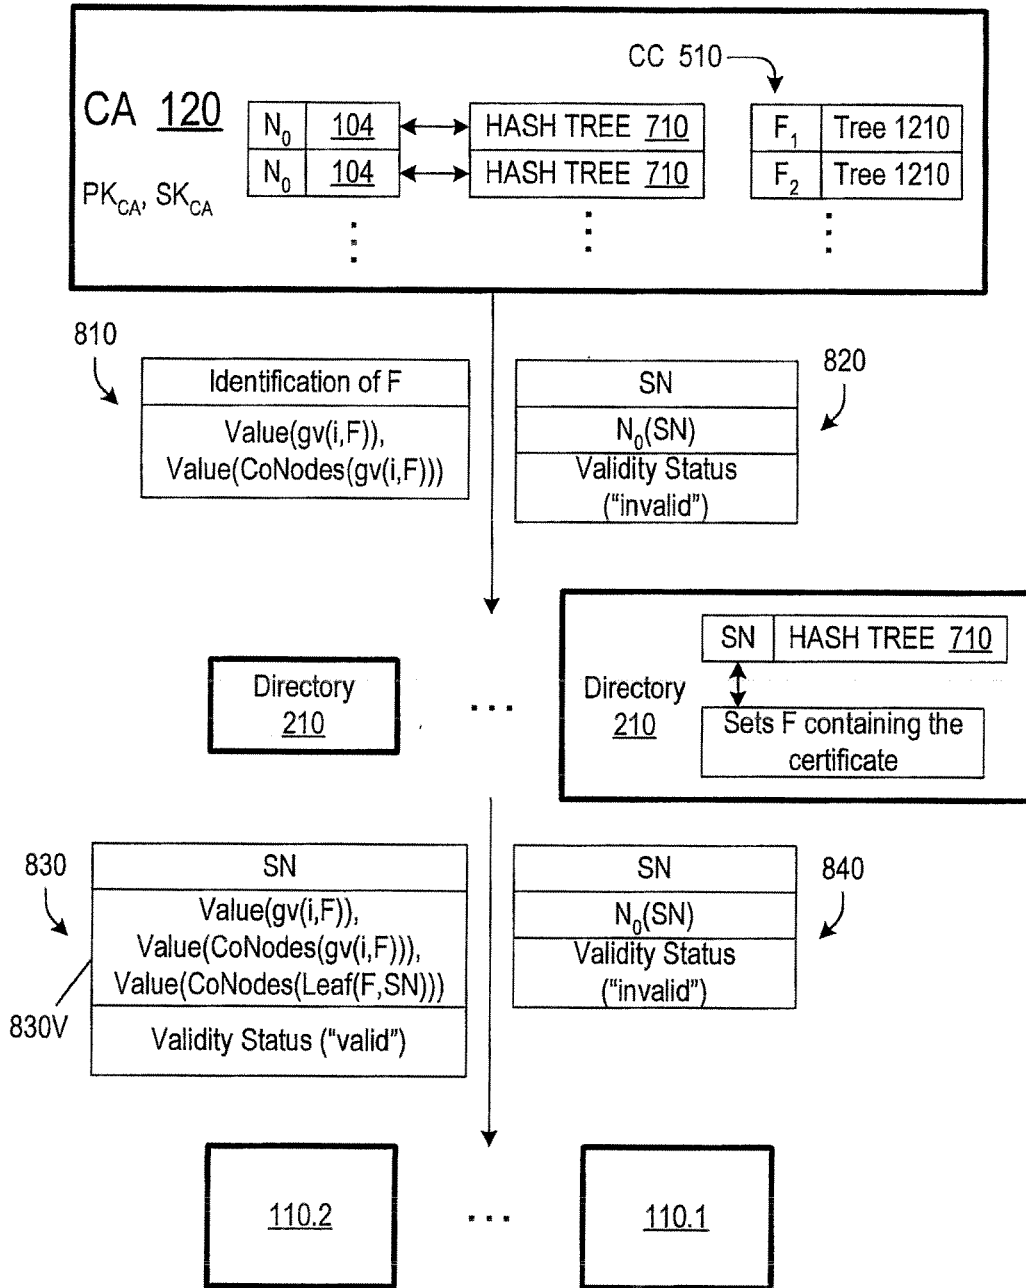 CC 510
CA 120
N0 104 HASH TREE 710 F1 Tree 1210
N0 104 HASH TREE 710 F2 Tree 1210
PKCA, SKCA
810
Identification of F
Value(gv(i,F)),
Value(CoNodes(gv(i,F)))
820
SN
N0(SN)
Validity Status
(“invalid”)
Directory
210
. . .
Directory
210
SN HASH TREE 710
Sets F containing the
certificate
830
SN
Value(gv(i,F)),
Value(CoNodes(gv(i,F))),
Value(CoNodes(Leaf(F,SN)))
830V
Validity Status (“valid”)
840
SN
N0(SN)
Validity Status
(“invalid”)
110.2 . . . 110.1